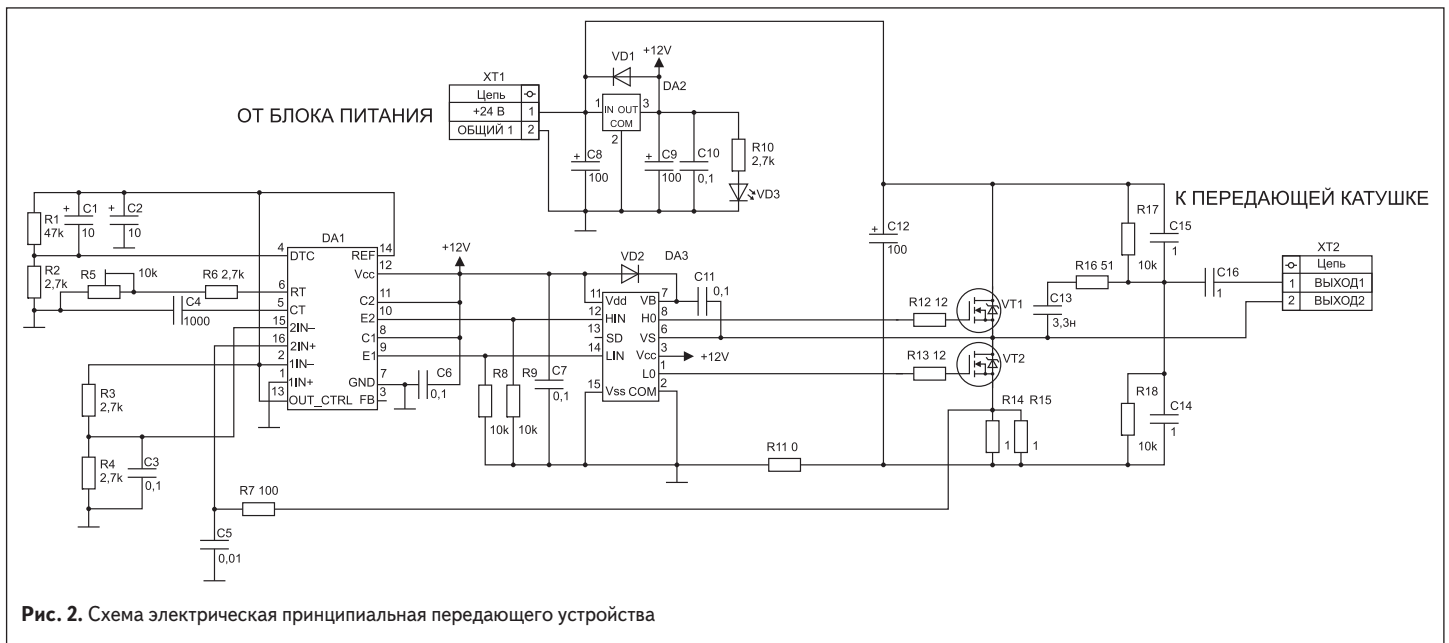 ОТ БЛОКА ПИТАНИЯ
XT1
Цепь
+24 В 1
ОБЩИЙ 1 2
VD1
+12V
DA2
1 IN OUT 3
COM
2
+ C8
100
+ C9
100
C10
0,1
R10
2,7k
VD3
R1
47k
+ C1
10
+ C2
10
R2
2,7k
R5
10k
R6 2,7k
C4
1000
DA1
4 DTC
REF 14
Vcc 12
6 RT
C2 11
5 CT
E2 10
15 2IN–
C1 8
16 2IN+
E1 9
2 1IN–
1 1IN+
GND 7
13 OUT_CTRL
FB 3
+12V
C6
0,1
R3
2,7k
R4
2,7k
C3
0,1
R7 100
C5
0,01
R8
10k
R9
10k
C7
0,1
VD2
DA3
C11
0,1
11 Vdd
VB 7
12 HIN
H0 8
13 SD
VS 6
14 LIN
Vcc 3
+12V
L0 1
15 Vss
COM 2
R11 0
+ C12
100
R12 12
VT1
R13 12
VT2
R14
1
R15
1
C13
3,3н
R16 51
R17
10k
C15
1
R18
10k
C14
1
C16
1
К ПЕРЕДАЮЩЕЙ КАТУШКЕ
XT2
Цепь
1 ВЫХОД1
2 ВЫХОД2
Рис. 2. Схема электрическая принципиальная передающего устройства